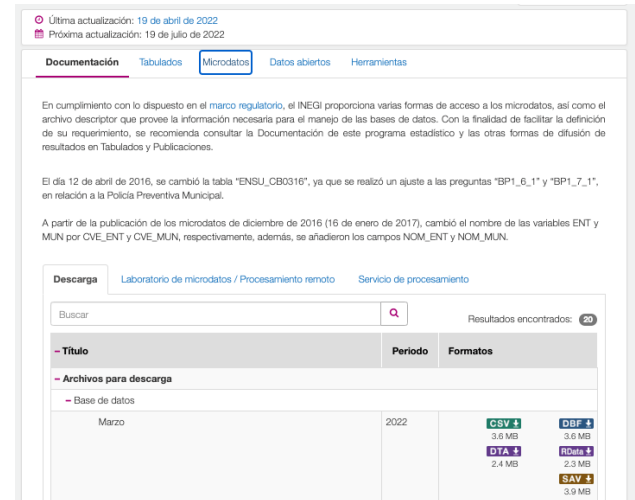 Última actualización: 19 de abril de 2022
Próxima actualización: 19 de julio de 2022
Documentación Tabulados Microdatos Datos abiertos Herramientas
En cumplimiento con lo dispuesto en el marco regulatorio, el INEGI proporciona varias formas de acceso a los microdatos, así como el
archivo descriptor que provee la información necesaria para el manejo de las bases de datos. Con la finalidad de facilitar la definición
de su requerimiento, se recomienda consultar la Documentación de este programa estadístico y las otras formas de difusión de
resultados en Tabulados y Publicaciones.
El día 12 de abril de 2016, se cambió la tabla "ENSU_CB0316", ya que se realizó un ajuste a las preguntas "BP1_6_1" y "BP1_7_1",
en relación a la Policía Preventiva Municipal.
A partir de la publicación de los microdatos de diciembre de 2016 (16 de enero de 2017), cambió el nombre de las variables ENT y
MUN por CVE_ENT y CVE_MUN, respectivamente, además, se añadieron los campos NOM_ENT y NOM_MUN.
Descarga Laboratorio de microdatos / Procesamiento remoto Servicio de procesamiento
Buscar
Resultados encontrados: 20
– Título Periodo Formatos
– Archivos para descarga
– Base de datos
Marzo 2022 CSV DBF
3.6 MB 3.6 MB
DTA RData
2.4 MB 2.3 MB
SAV
3.9 MB